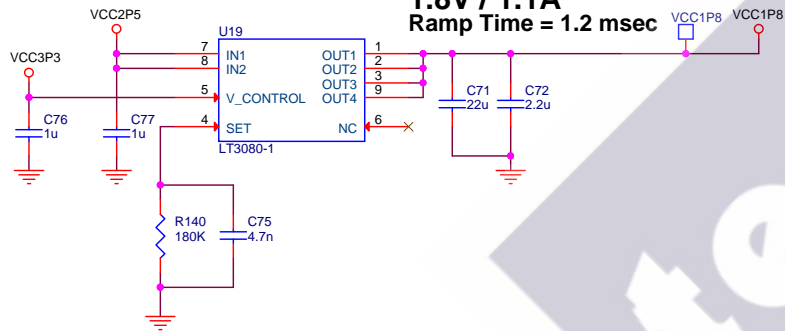 1.8V / 1.1A
Ramp Time = 1.2 msec
VCC2P5
VCC1P8
VCC1P8
U19
VCC3P3
7
IN1
OUT1
1
8
IN2
OUT2
2
OUT3
3
5
V_CONTROL
OUT4
9
C71
22u
C72
2.2u
C76
1u
C77
1u
4
SET
NC
6
LT3080-1
R140
180K
C75
4.7n